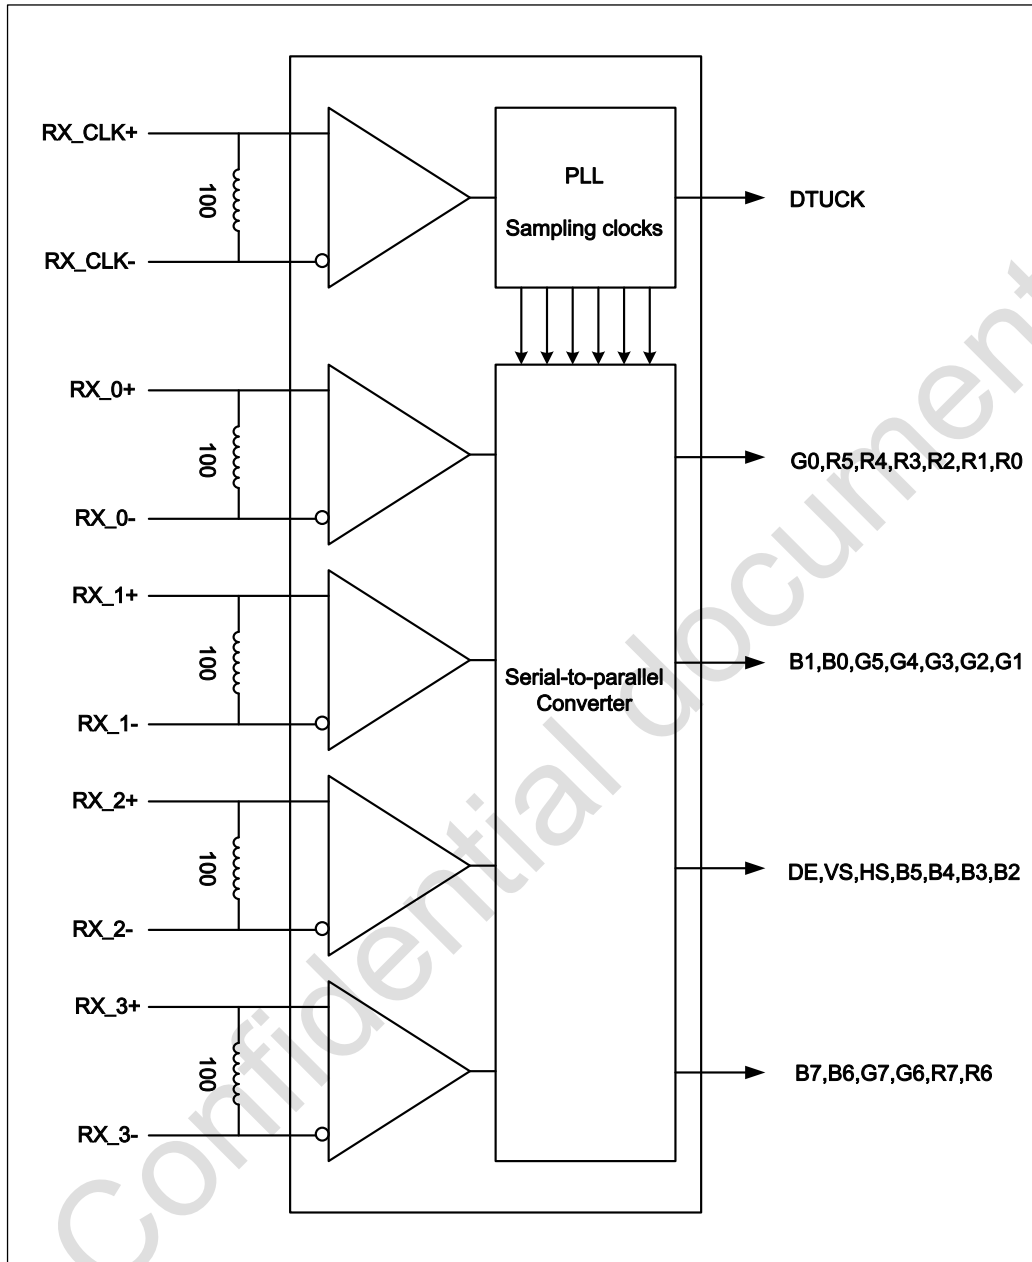 RX_CLK+
100
RX_CLK-
PLL
Sampling clocks
DTUCK
RX_0+
100
RX_0-
G0,R5,R4,R3,R2,R1,R0
RX_1+
100
RX_1-
Serial-to-parallel
Converter
B1,B0,G5,G4,G3,G2,G1
RX_2+
100
RX_2-
DE,VS,HS,B5,B4,B3,B2
RX_3+
100
RX_3-
B7,B6,G7,G6,R7,R6
Confidential document